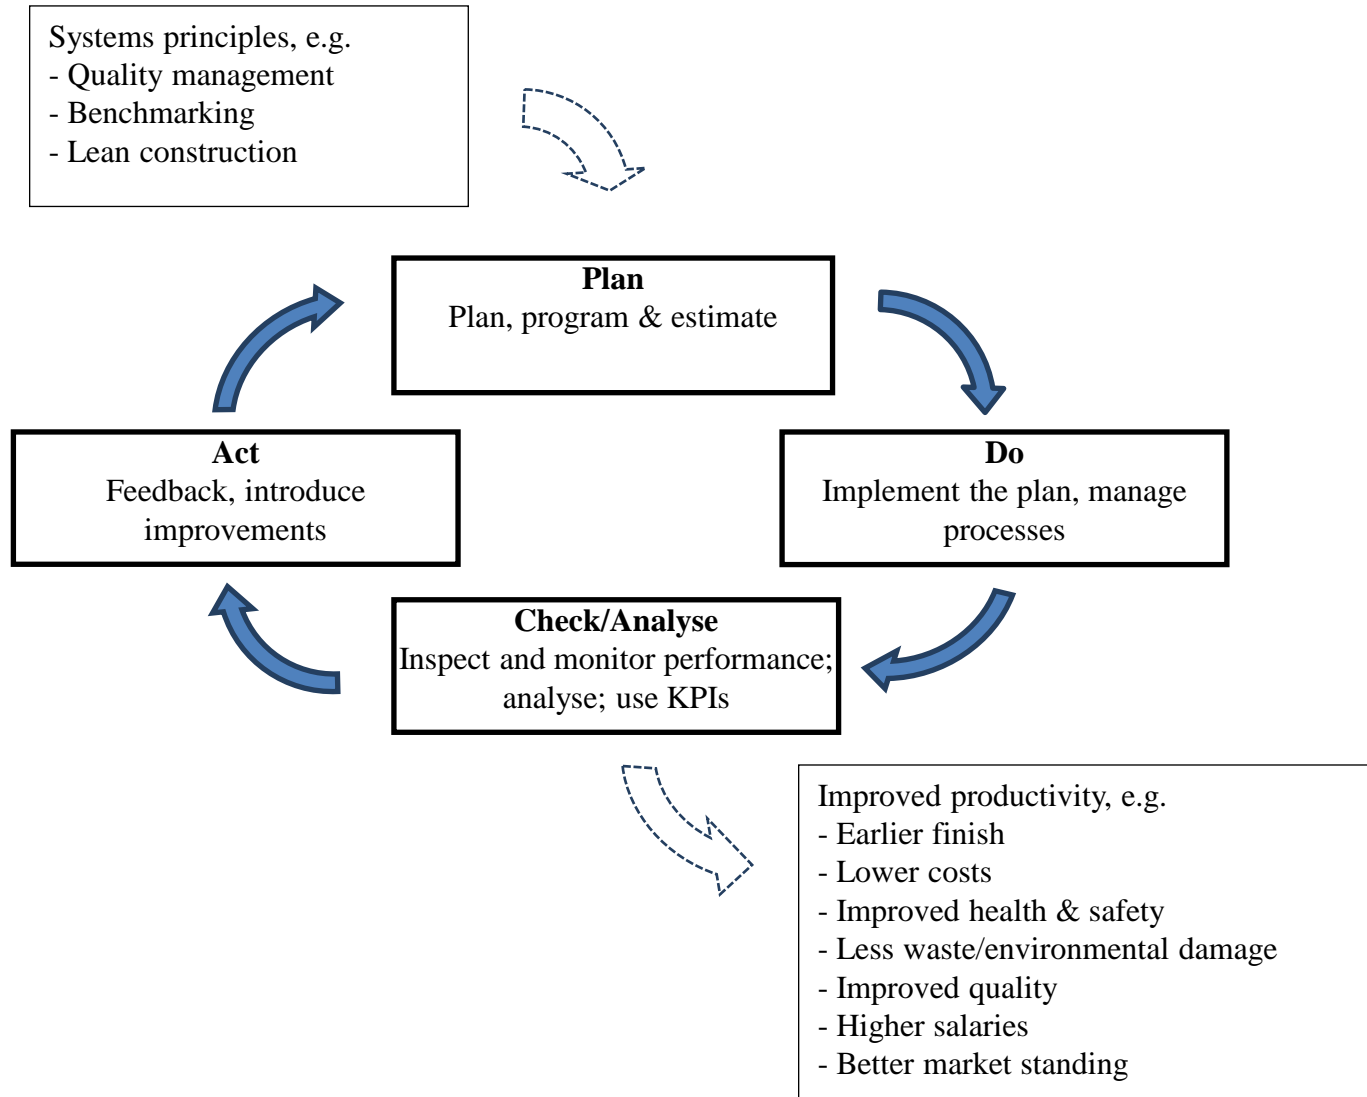 Systems principles, e.g.
- Quality management
- Benchmarking
- Lean construction
Plan
Plan, program & estimate
Act
Feedback, introduce
improvements
Do
Implement the plan, manage
processes
Check/Analyse
Inspect and monitor performance;
analyse; use KPIs
Improved productivity, e.g.
- Earlier finish
- Lower costs
- Improved health & safety
- Less waste/environmental damage
- Improved quality
- Higher salaries
- Better market standing